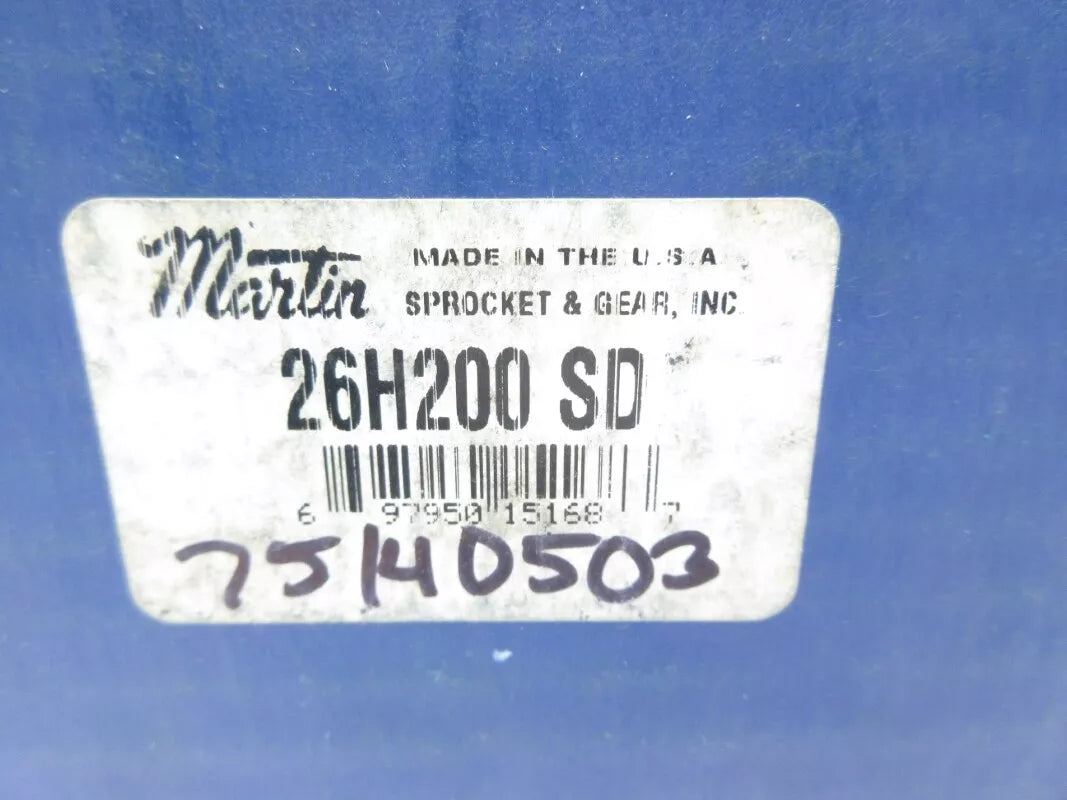 Martin
MADE IN THE U.S.A.
SPROCKET & GEAR, INC.
26H200 SD
6 97950 15168 7
75140503